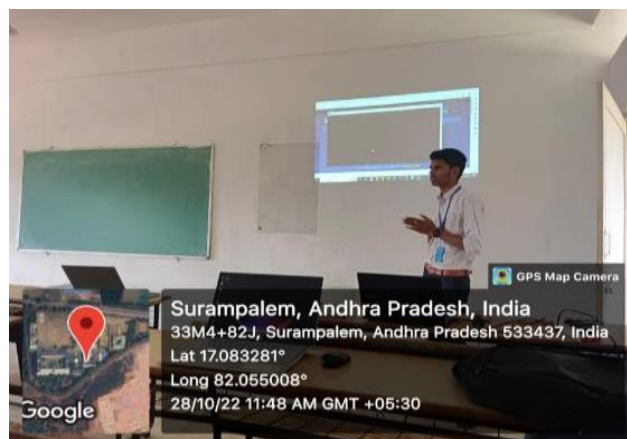 GPS Map Camera
Surampalem, Andhra Pradesh, India
33M4+82J, Surampalem, Andhra Pradesh 533437, India
Lat 17.083281°
Long 82.055008°
28/10/22 11:48 AM GMT +05:30
Google